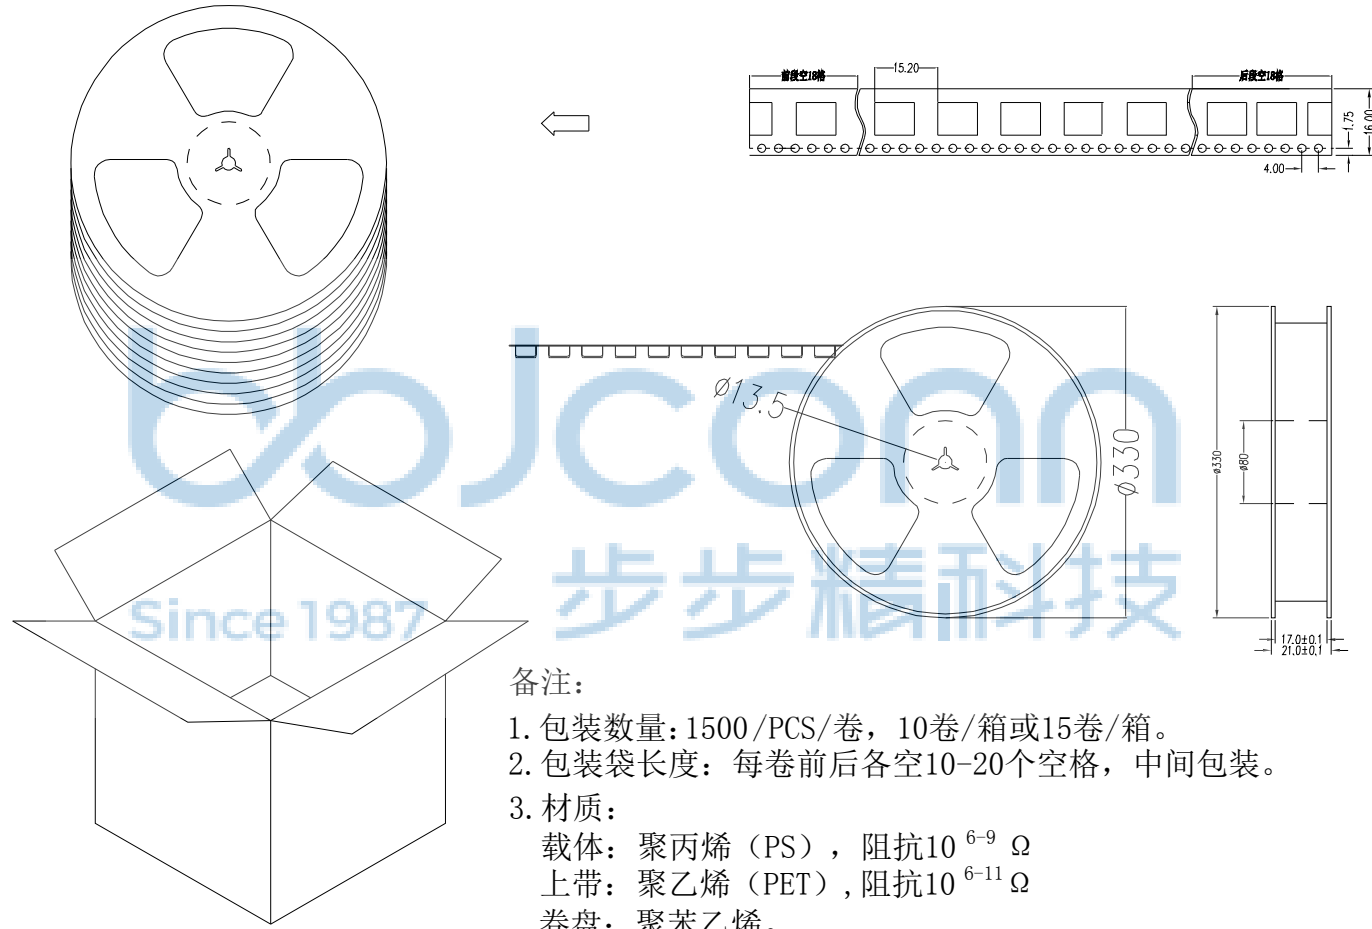 前段空18格
15.20
后段空18格
1.75
16.00
4.00
ø13.5
ø330
ø330
ø80
17.0±0.1
21.0±0.1
bbjconn
步步精科技
Since 1987
备注：
1.包装数量:1500/PCS/卷，10卷/箱或15卷/箱。
2.包装袋长度：每卷前后各空10-20个空格，中间包装。
3.材质：
载体：聚丙烯（PS），阻抗10 6-9 Ω
上带：聚乙烯（PET）,阻抗10 6-11 Ω
卷盘：聚苯乙烯。